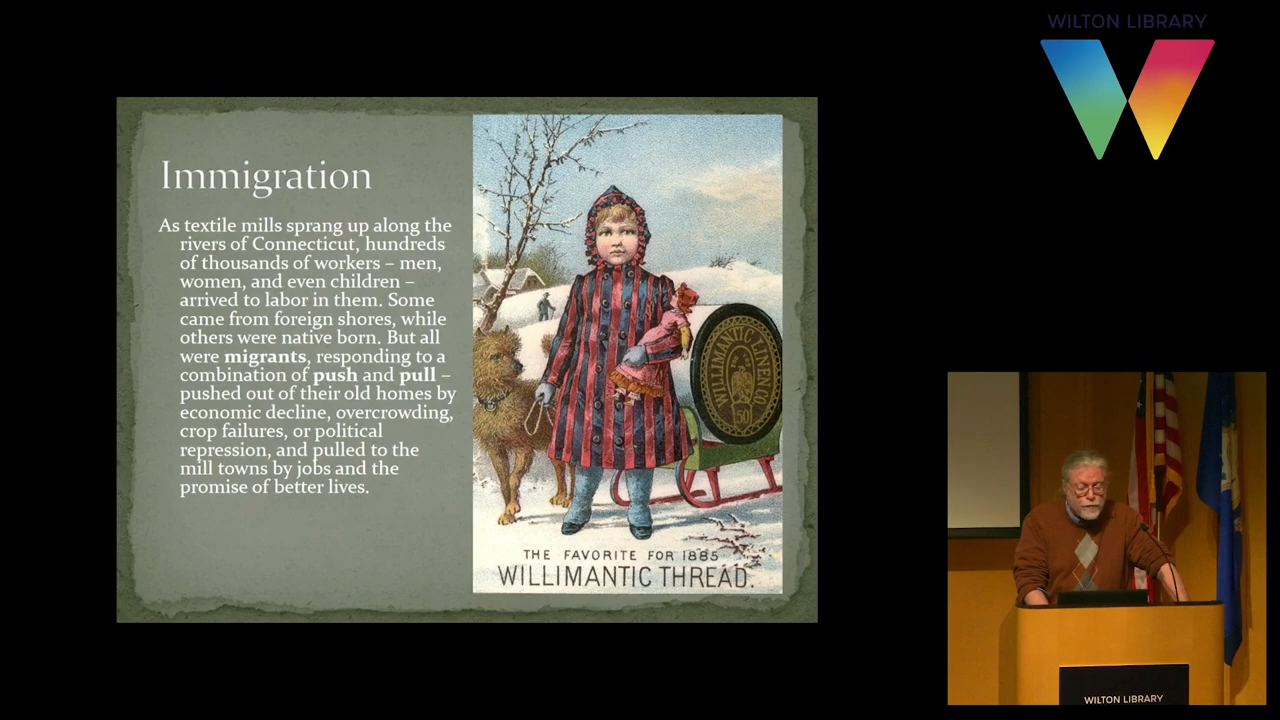 WILTON LIBRARY
Immigration
As textile mills sprang up along the
rivers of Connecticut, hundreds
of thousands of workers – men,
women, and even children –
arrived to labor in them. Some
came from foreign shores, while
others were native born. But all
were migrants, responding to a
combination of push and pull –
pushed out of their old homes by
economic decline, overcrowding,
crop failures, or political
repression, and pulled to the
mill towns by jobs and the
promise of better lives.
WILLIMANTIC LINEN CO
50
THE FAVORITE FOR 1885
WILLIMANTIC THREAD.
WILTON LIBRARY